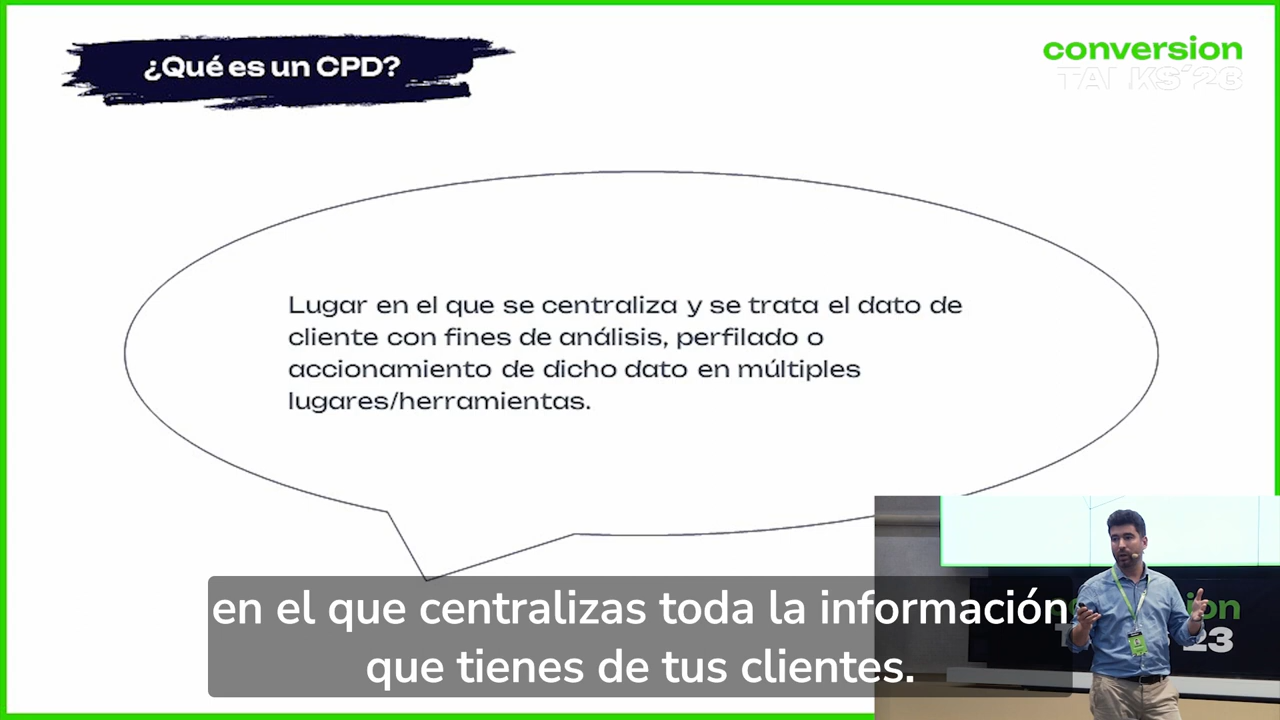 ¿Qué es un CPD?
conversion
TALKS´23
Lugar en el que se centraliza y se trata el dato de
cliente con fines de análisis, perfilado o
accionamiento de dicho dato en múltiples
lugares/herramientas.
en el que centralizas toda la información
que tienes de tus clientes.